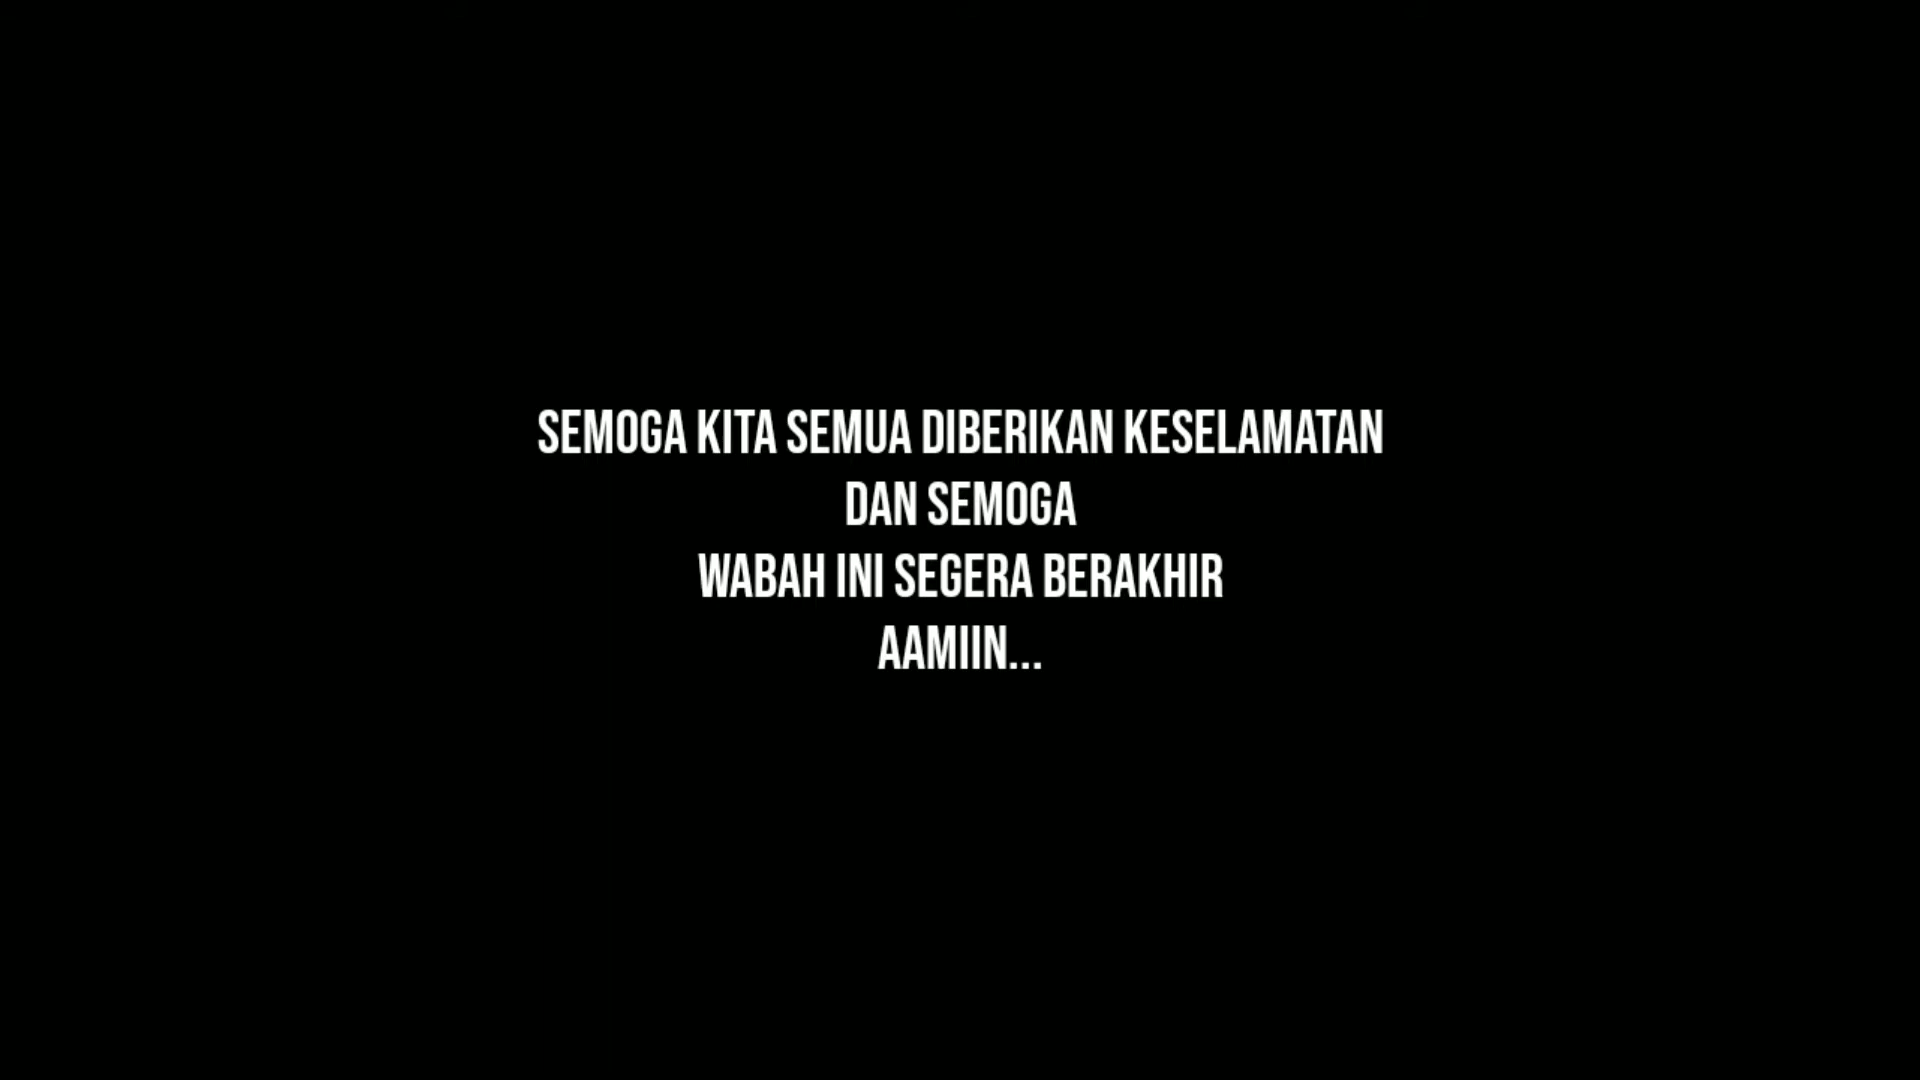 SEMOGA KITA SEMUA DIBERIKAN KESELAMATAN
DAN SEMOGA
WABAH INI SEGERA BERAKHIR
AAMIIN...